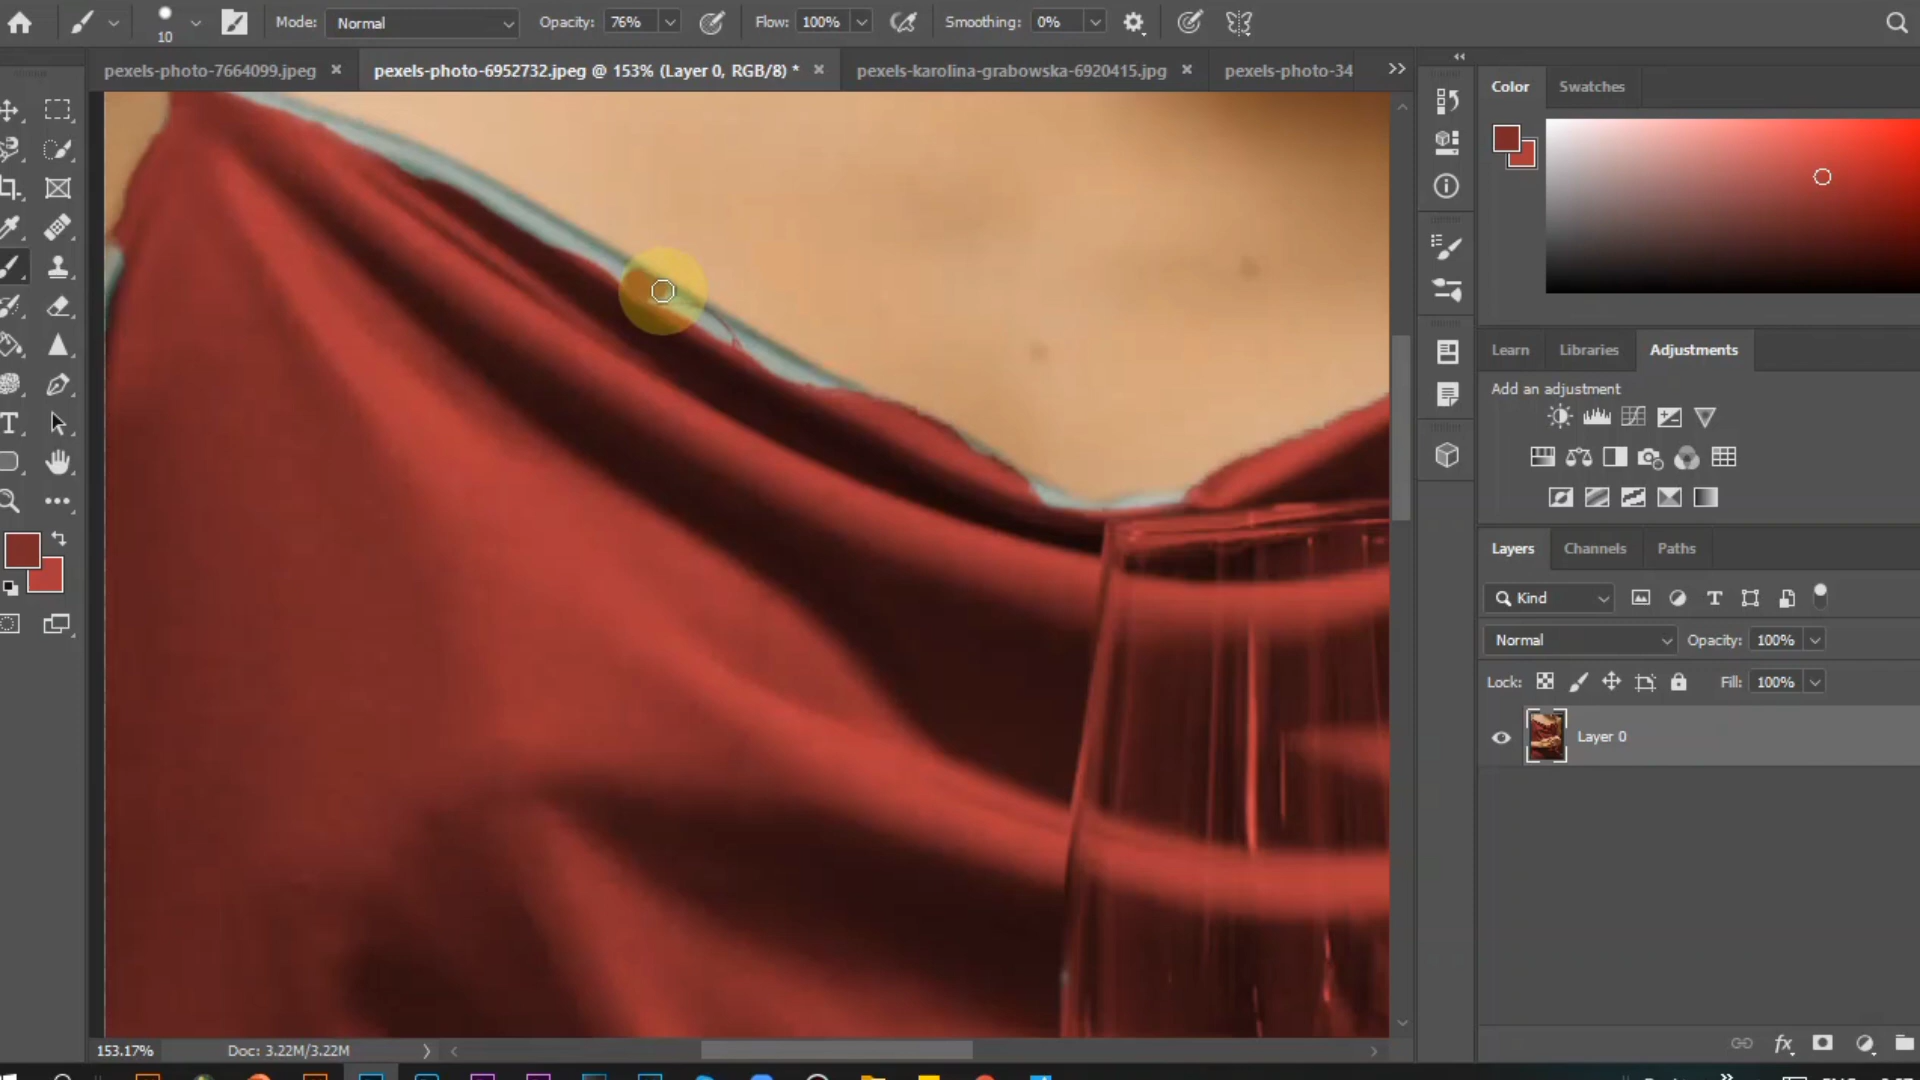 Mode: Normal Opacity: 76% Flow: 100% Smoothing: 0%
10
pexels-photo-7664099.jpeg pexels-photo-6952732.jpeg @ 153% (Layer 0, RGB/8) * pexels-karolina-grabowska-6920415.jpg pexels-photo-34
Color Swatches
Learn Libraries Adjustments
Add an adjustment
Layers Channels Paths
Kind
Normal Opacity: 100%
Lock: Fill: 100%
Layer 0
153.17% Doc: 3.22M/3.22M